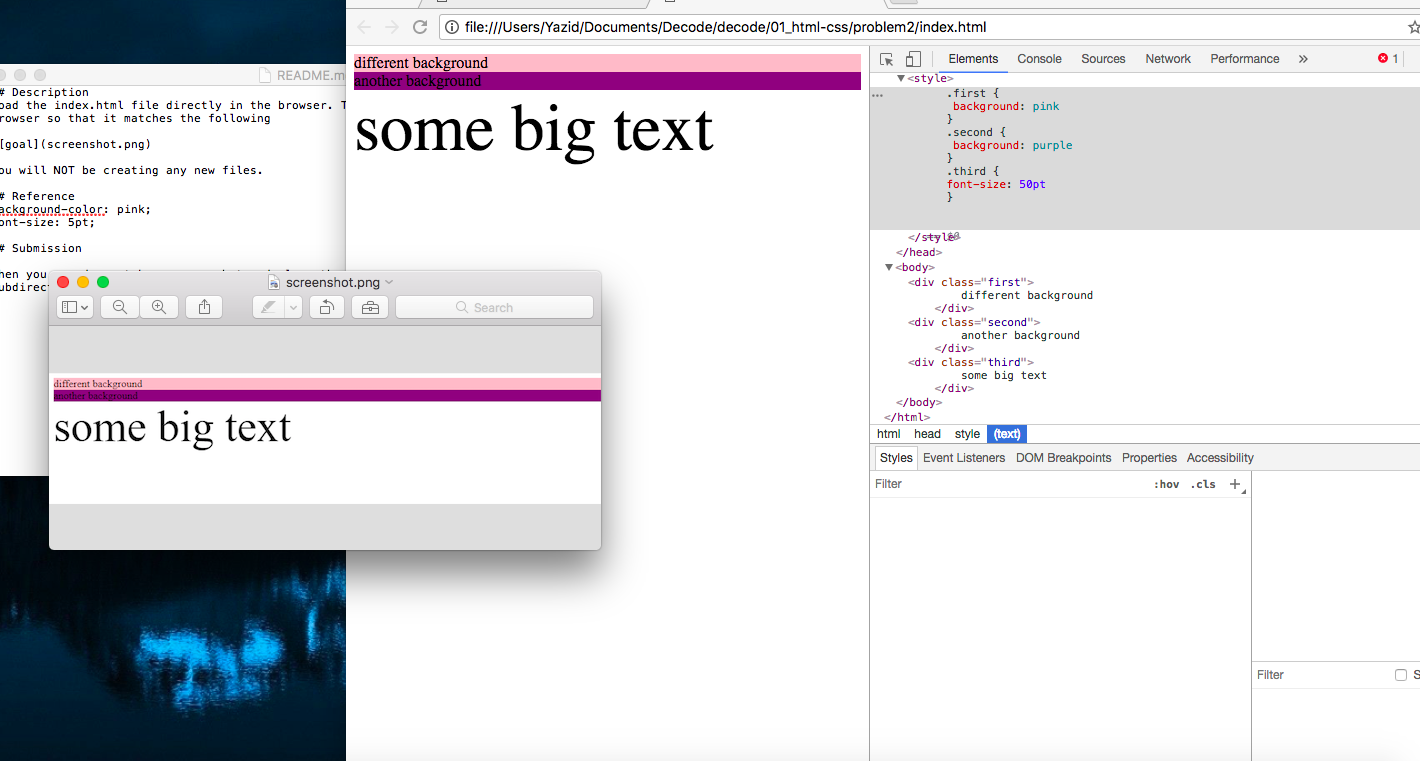 file:///Users/Yazid/Documents/Decode/decode/01_html-css/problem2/index.html
README.m
# Description
oad the index.html file directly in the browser. T
rowser so that it matches the following
[goal](screenshot.png)
ou will NOT be creating any new files.
# Reference
ackground-color: pink;
ont-size: 5pt;
# Submission
hen you
ubdirect
different background
another background
some big text
screenshot.png
Search
different background
another background
some big text
Elements
Console
Sources
Network
Performance
»
1
▼<style>
...
.first {
background: pink
}
.second {
background: purple
}
.third {
font-size: 50pt
}
</style>
</head>
▼<body>
<div class="first">
different background
</div>
<div class="second">
another background
</div>
<div class="third">
some big text
</div>
</body>
</html>
html head style (text)
Styles Event Listeners DOM Breakpoints Properties Accessibility
Filter :hov .cls +
Filter S